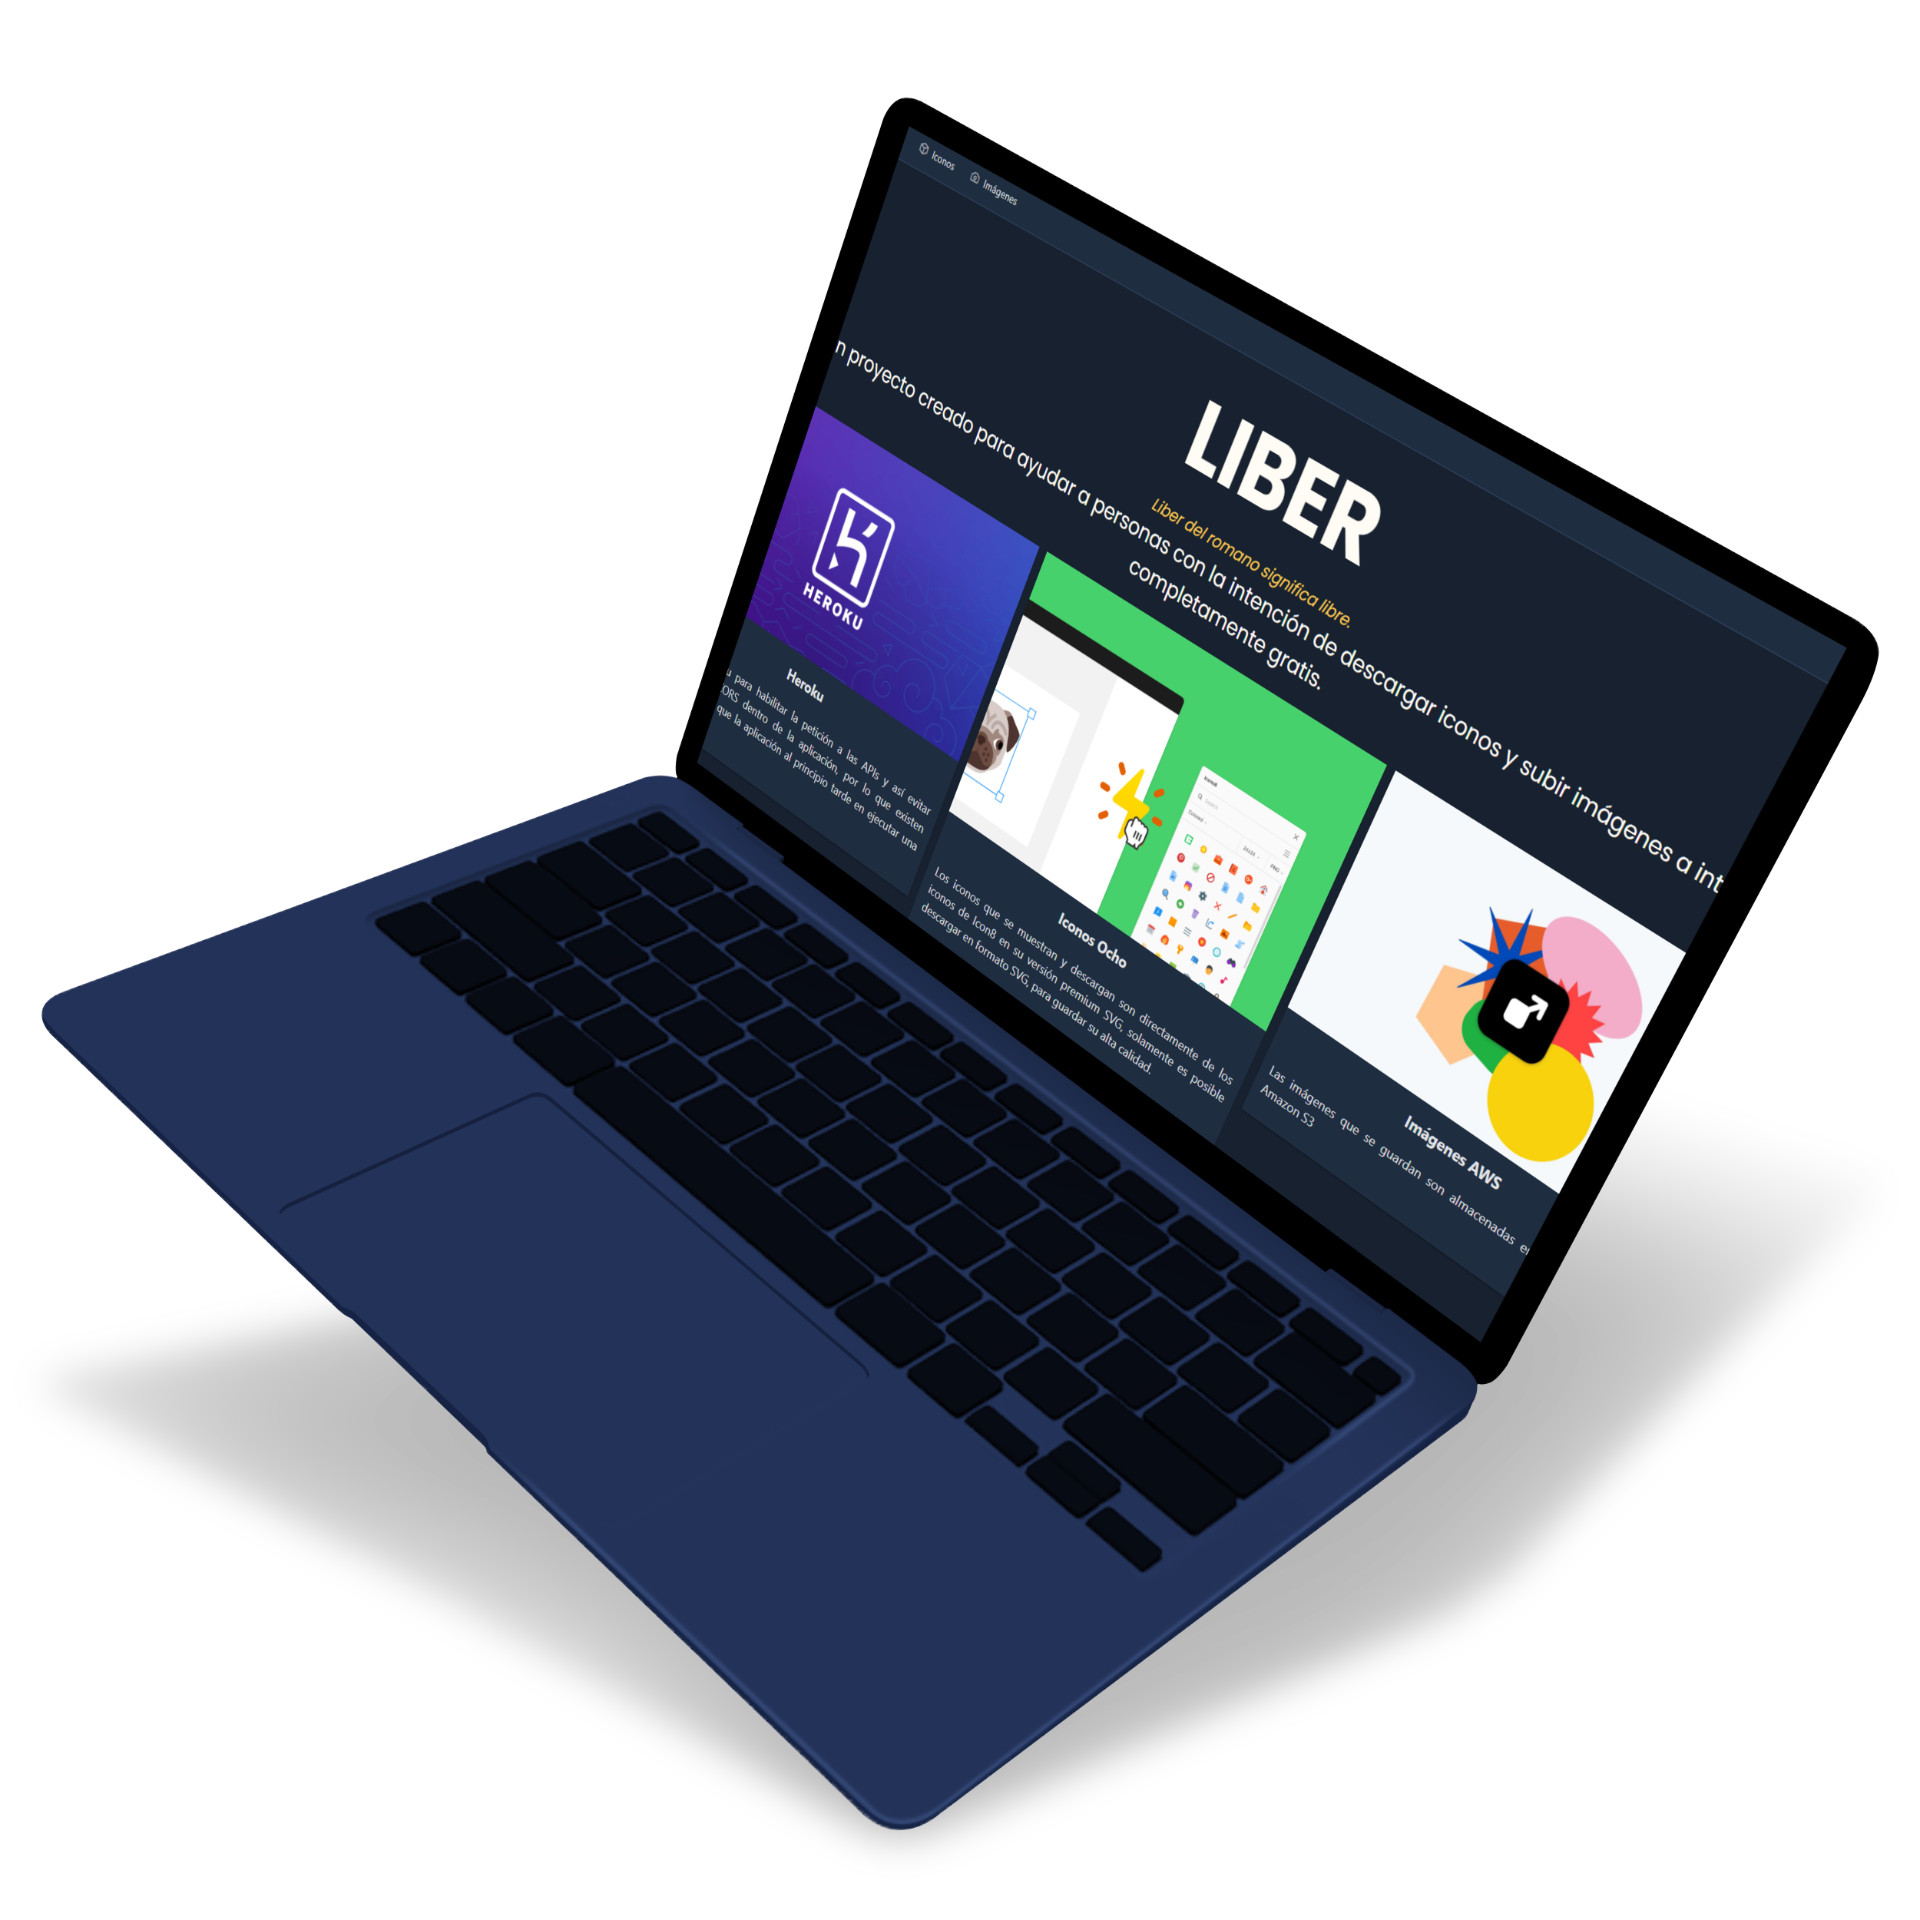 Iconos
Imágenes
LIBER
Liber del romano significa libre.
n proyecto creado para ayudar a personas con la intención de descargar iconos y subir imágenes a int
completamente gratis.
HEROKU
Heroku
u para habilitar la petición a las APIs y así evitar
ORS dentro de la aplicación, por lo que existen
que la aplicación al principio tarde en ejecutar una
Iconos Ocho
Los iconos que se muestran y descargan son directamente de los
iconos de Icon8 en su versión premium SVG, solamente es posible
descargar en formato SVG, para guardar su alta calidad.
Imágenes AWS
Las imágenes que se guardan son almacenadas en
Amazon S3